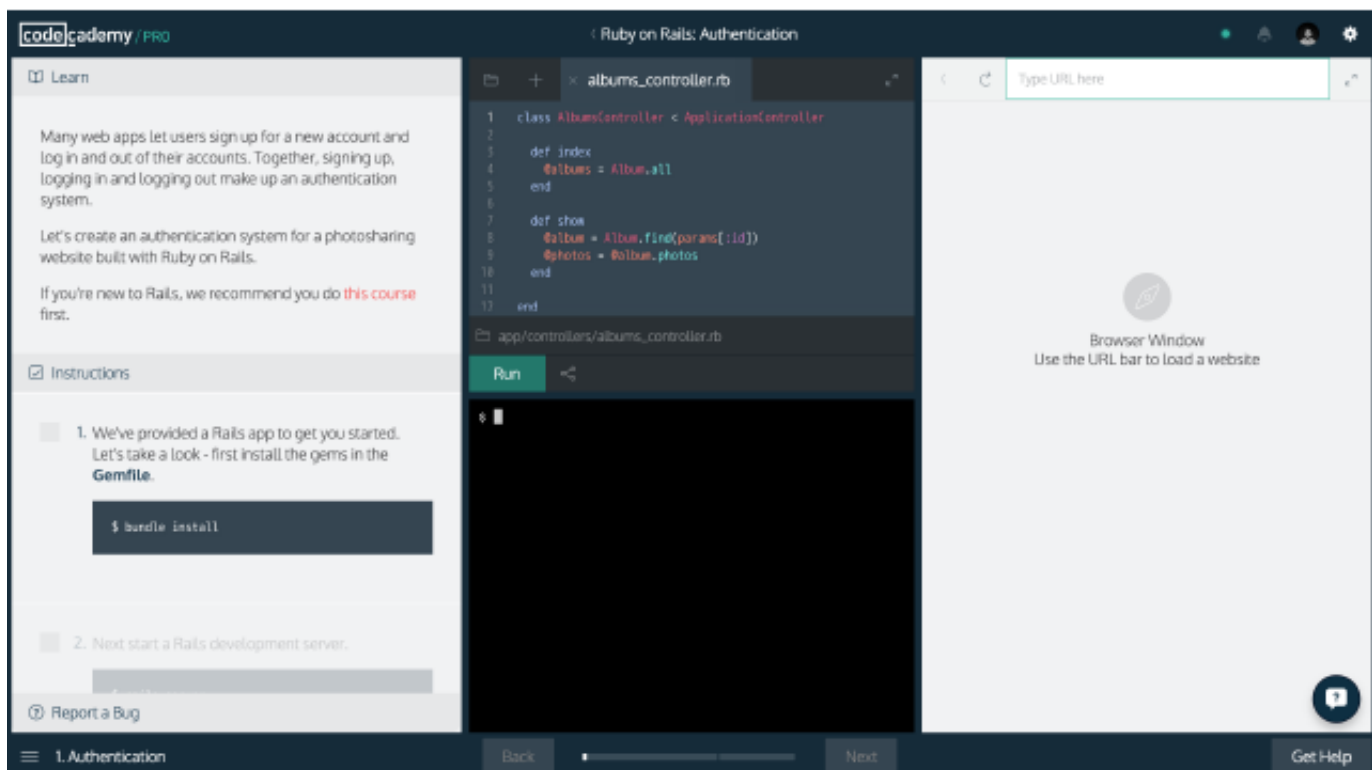 codecademy / PRO
Ruby on Rails: Authentication
Learn
Many web apps let users sign up for a new account and
log in and out of their accounts. Together, signing up,
logging in and logging out make up an authentication
system.
Let's create an authentication system for a photosharing
website built with Ruby on Rails.
If you're new to Rails, we recommend you do this course
first.
Instructions
1. We've provided a Rails app to get you started.
Let's take a look - first install the gems in the
Gemfile.
$ bundle install
2. Next start a Rails development server.
Report a Bug
albums_controller.rb
1 class AlbumsController < ApplicationController
2
3 def index
4 @albums = Album.all
5 end
6
7 def show
8 @album = Album.find(params[:id])
9 @photos = @album.photos
10 end
11
12 end
app/controllers/albums_controller.rb
Run
$
Type URL here
Browser Window
Use the URL bar to load a website
1. Authentication
Back
Next
Get Help